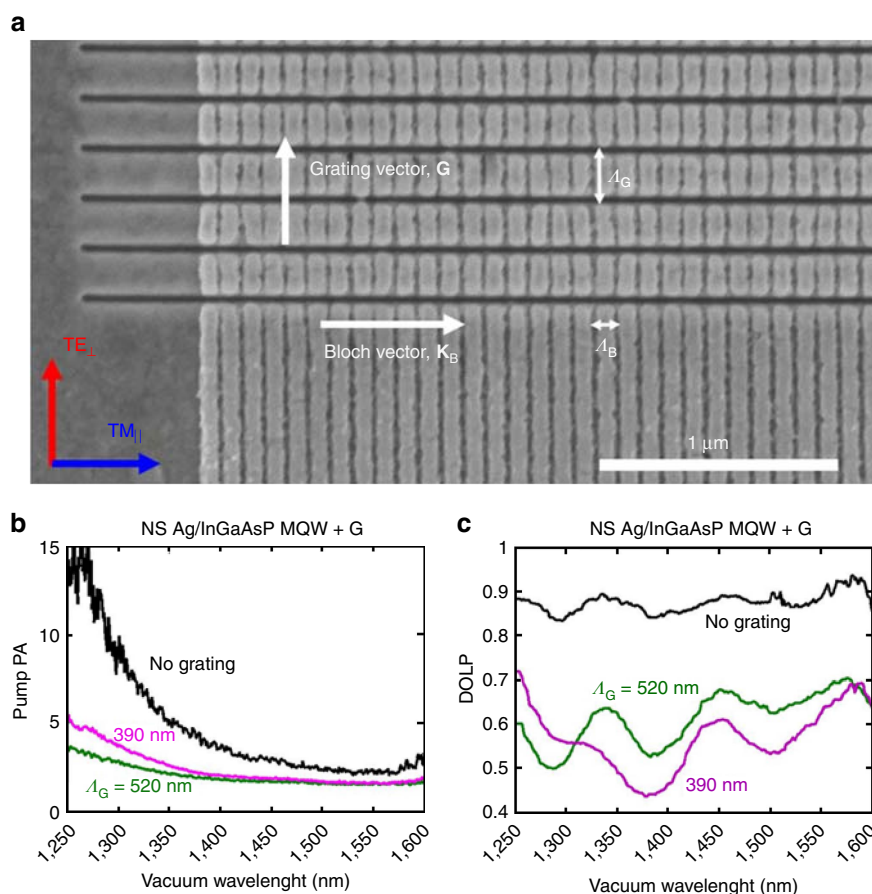 a
Grating vector, G
Λ_G
Bloch vector, K_B
Λ_B
TE⊥
TM||
1 μm
b
NS Ag/InGaAsP MQW + G
15
10
5
0
Pump PA
No grating
390 nm
Λ_G = 520 nm
1,250
1,300
1,350
1,400
1,450
1,500
1,550
1,600
Vacuum wavelenght (nm)
c
NS Ag/InGaAsP MQW + G
1
0.9
0.8
0.7
0.6
0.5
0.4
DOLP
No grating
Λ_G = 520 nm
390 nm
1,250
1,300
1,350
1,400
1,450
1,500
1,550
1,600
Vacuum wavelenght (nm)